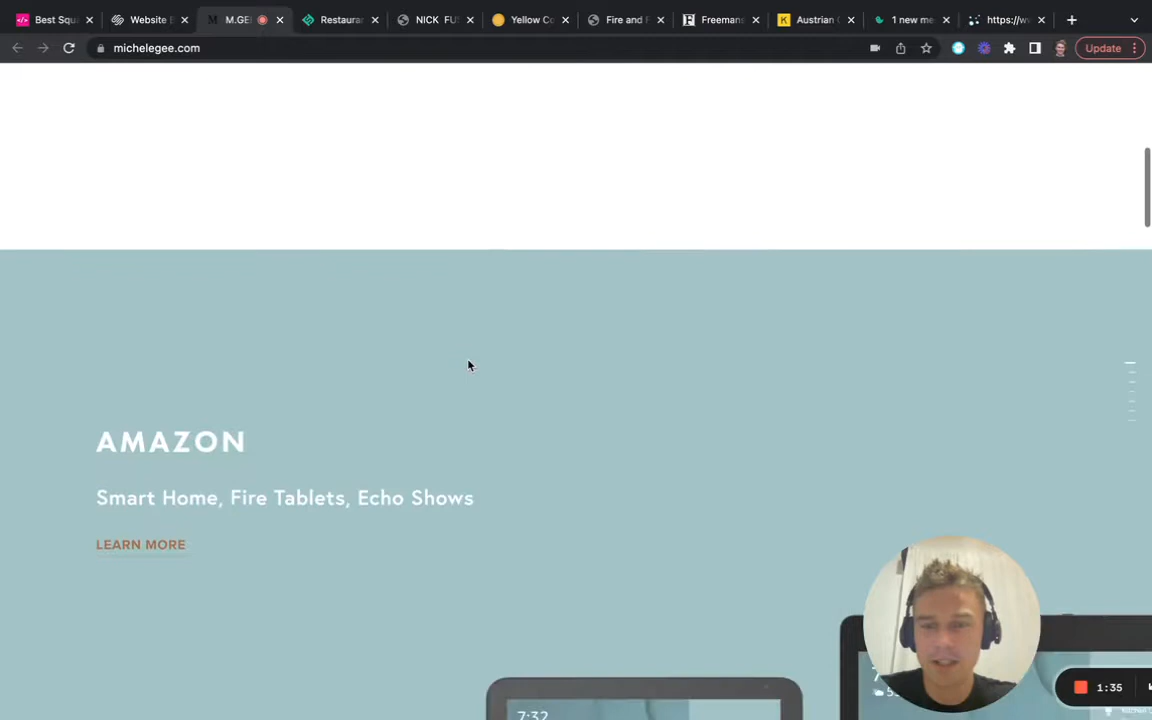 Best Squ
Website
M.GE
Restaura
NICK FU
Yellow Co
Fire and
Freeman
Austrian
1 new me
https://w
michelegee.com
Update
AMAZON
Smart Home, Fire Tablets, Echo Shows
LEARN MORE
7:32
1:35